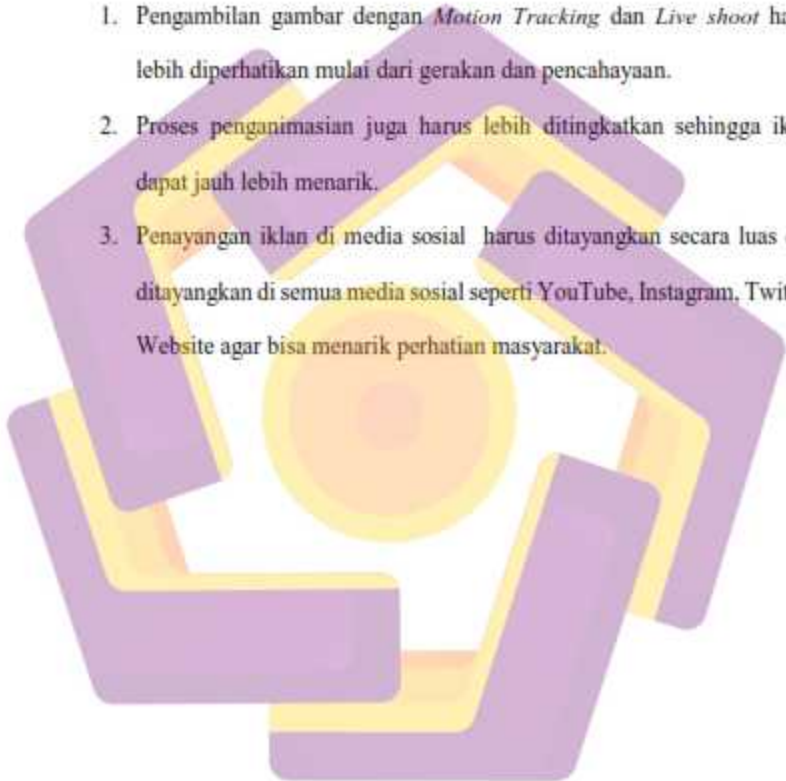 1. Pengambilan gambar dengan Motion Tracking dan Live shoot
lebih diperhatikan mulai dari gerakan dan pencahayaan.
2. Proses penganimasian juga harus lebih ditingkatkan sehingga
dapat jauh lebih menarik.
3. Penayangan iklan di media sosial harus ditayangkan secara luas
ditayangkan di semua media sosial seperti YouTube, Instagram,
Website agar bisa menarik perhatian masyarakat.